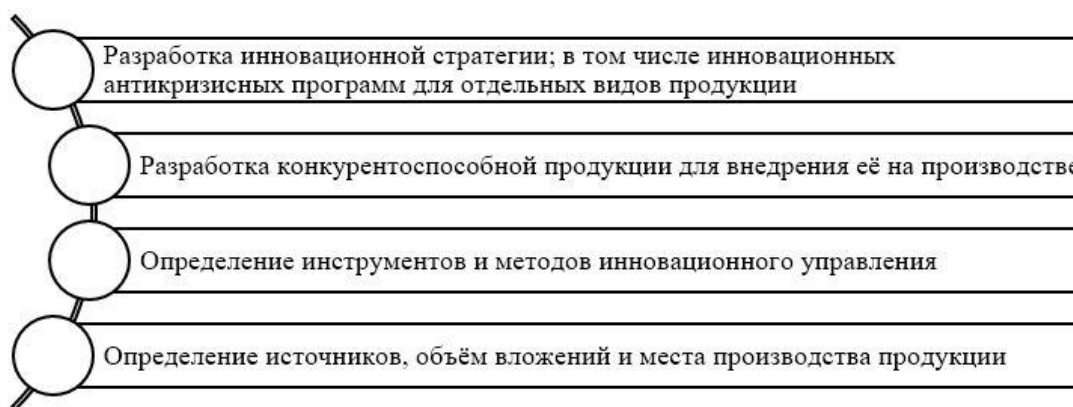 Разработка инновационной стратегии; в том числе инновационных
антикризисных программ для отдельных видов продукции
Разработка конкурентоспособной продукции для внедрения её на производстве
Определение инструментов и методов инновационного управления
Определение источников, объём вложений и места производства продукции